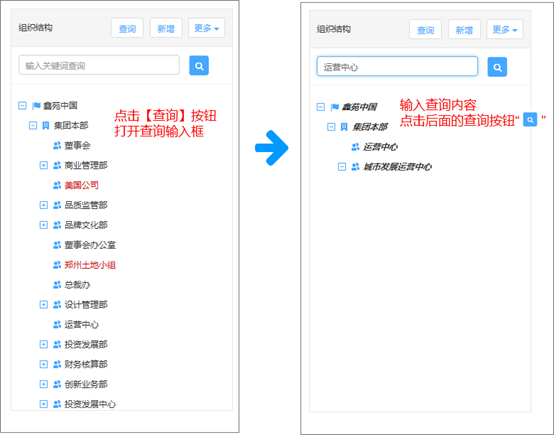 组织结构
查询
新增
更多
输入关键词查询
鑫苑中国
集团本部
董事会
商业管理部
美国公司
品质监管部
品牌文化部
董事会办公室
郑州土地小组
总裁办
设计管理部
运营中心
投资发展部
财务核算部
创新业务部
投资发展中心
点击【查询】按钮
打开查询输入框
组织结构
查询
新增
更多
运营中心
鑫苑中国
集团本部
运营中心
城市发展运营中心
输入查询内容
点击后面的查询按钮“ ”